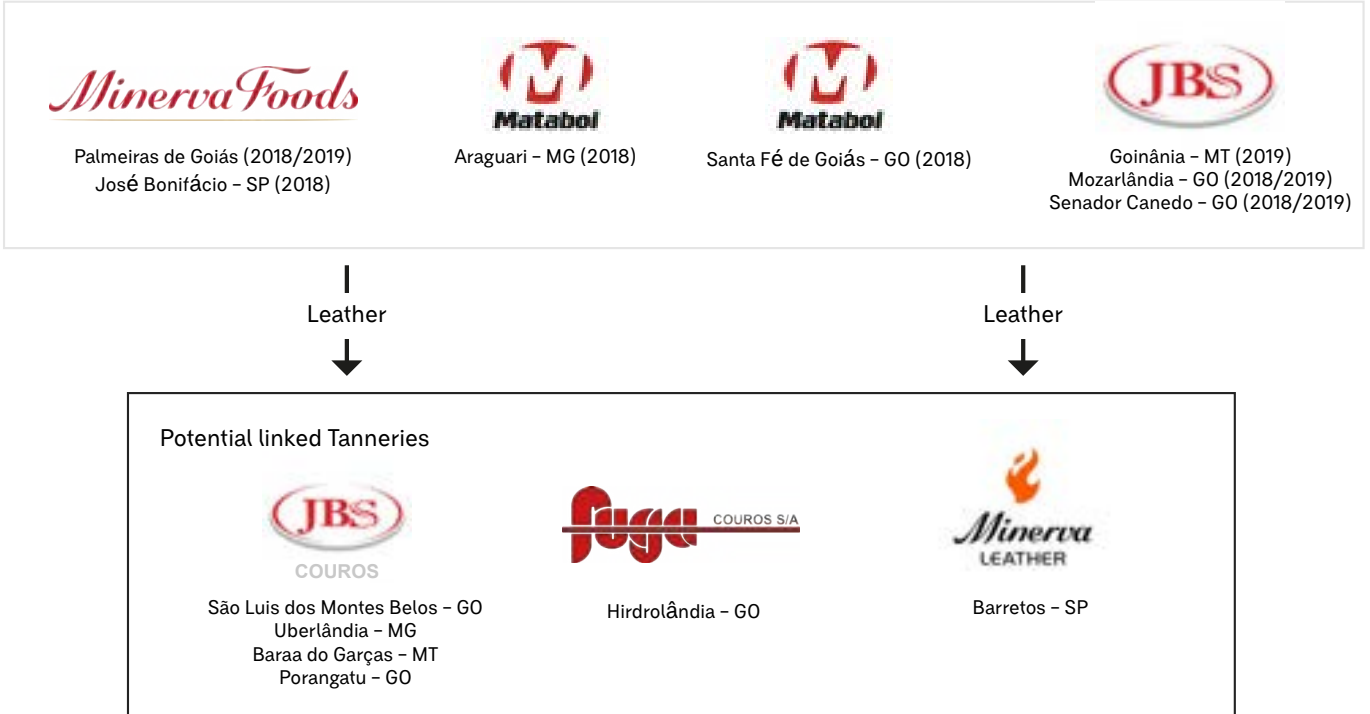 Minerva Foods
Palmeiras de Goiás (2018/2019)
José Bonifácio – SP (2018)
Mataboi
Araguari – MG (2018)
Mataboi
Santa Fé de Goiás – GO (2018)
JBS
Goinânia – MT (2019)
Mozarlândia – GO (2018/2019)
Senador Canedo – GO (2018/2019)
Leather
Leather
Potential linked Tanneries
JBS
COUROS
São Luis dos Montes Belos – GO
Uberlândia – MG
Baraa do Garças – MT
Porangatu – GO
fuga COUROS S/A
Hirdrolândia – GO
Minerva
LEATHER
Barretos – SP